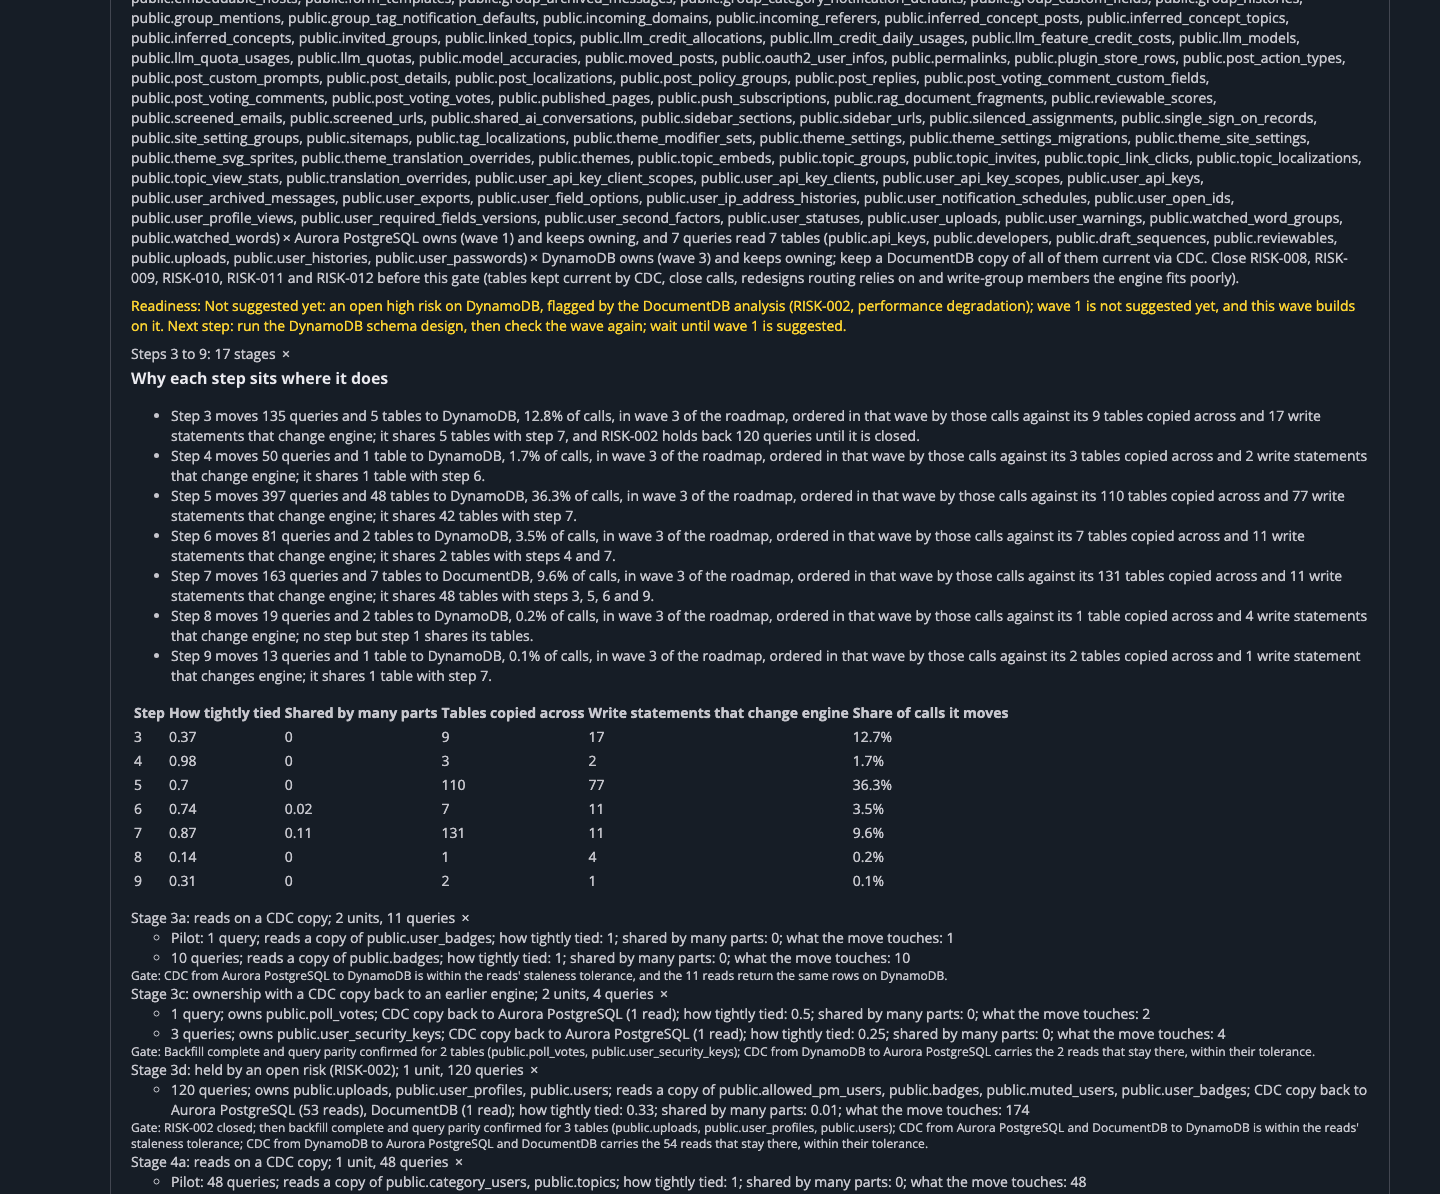 public.group_mentions, public.group_tag_notification_defaults, public.incoming_domains, public.incoming_referers, public.inferred_concept_posts, public.inferred_concept_topics,
public.inferred_concepts, public.invited_groups, public.linked_topics, public.llm_credit_allocations, public.llm_credit_daily_usages, public.llm_feature_credit_costs, public.llm_models,
public.llm_quota_usages, public.llm_quotas, public.model_accuracies, public.moved_posts, public.oauth2_user_infos, public.permalinks, public.plugin_store_rows, public.post_action_types,
public.post_custom_prompts, public.post_details, public.post_localizations, public.post_policy_groups, public.post_replies, public.post_voting_comment_custom_fields,
public.post_voting_comments, public.post_voting_votes, public.published_pages, public.push_subscriptions, public.rag_document_fragments, public.reviewable_scores,
public.screened_emails, public.screened_urls, public.shared_ai_conversations, public.sidebar_sections, public.sidebar_urls, public.silenced_assignments, public.single_sign_on_records,
public.site_setting_groups, public.sitemaps, public.tag_localizations, public.theme_modifier_sets, public.theme_settings, public.theme_settings_migrations, public.theme_site_settings,
public.theme_svg_sprites, public.theme_translation_overrides, public.themes, public.topic_embeds, public.topic_groups, public.topic_invites, public.topic_link_clicks, public.topic_localizations,
public.topic_view_stats, public.translation_overrides, public.user_api_key_client_scopes, public.user_api_key_clients, public.user_api_key_scopes, public.user_api_keys,
public.user_archived_messages, public.user_exports, public.user_field_options, public.user_ip_address_histories, public.user_notification_schedules, public.user_open_ids,
public.user_profile_views, public.user_required_fields_versions, public.user_second_factors, public.user_statuses, public.user_uploads, public.user_warnings, public.watched_word_groups,
public.watched_words) × Aurora PostgreSQL owns (wave 1) and keeps owning, and 7 queries read 7 tables (public.api_keys, public.developers, public.draft_sequences, public.reviewables,
public.uploads, public.user_histories, public.user_passwords) × DynamoDB owns (wave 3) and keeps owning; keep a DocumentDB copy of all of them current via CDC. Close RISK-008, RISK-
009, RISK-010, RISK-011 and RISK-012 before this gate (tables kept current by CDC, close calls, redesigns routing relies on and write-group members the engine fits poorly).
Readiness: Not suggested yet: an open high risk on DynamoDB, flagged by the DocumentDB analysis (RISK-002, performance degradation); wave 1 is not suggested yet, and this wave builds
on it. Next step: run the DynamoDB schema design, then check the wave again; wait until wave 1 is suggested.
Steps 3 to 9: 17 stages ×
Why each step sits where it does
• Step 3 moves 135 queries and 5 tables to DynamoDB, 12.8% of calls, in wave 3 of the roadmap, ordered in that wave by those calls against its 9 tables copied across and 17 write
statements that change engine; it shares 5 tables with step 7, and RISK-002 holds back 120 queries until it is closed.
• Step 4 moves 50 queries and 1 table to DynamoDB, 1.7% of calls, in wave 3 of the roadmap, ordered in that wave by those calls against its 3 tables copied across and 2 write statements
that change engine; it shares 1 table with step 6.
• Step 5 moves 397 queries and 48 tables to DynamoDB, 36.3% of calls, in wave 3 of the roadmap, ordered in that wave by those calls against its 110 tables copied across and 77 write
statements that change engine; it shares 42 tables with step 7.
• Step 6 moves 81 queries and 2 tables to DynamoDB, 3.5% of calls, in wave 3 of the roadmap, ordered in that wave by those calls against its 7 tables copied across and 11 write
statements that change engine; it shares 2 tables with steps 4 and 7.
• Step 7 moves 163 queries and 7 tables to DocumentDB, 9.6% of calls, in wave 3 of the roadmap, ordered in that wave by those calls against its 131 tables copied across and 11 write
statements that change engine; it shares 48 tables with steps 3, 5, 6 and 9.
• Step 8 moves 19 queries and 2 tables to DynamoDB, 0.2% of calls, in wave 3 of the roadmap, ordered in that wave by those calls against its 1 table copied across and 4 write statements
that change engine; no step but step 1 shares its tables.
• Step 9 moves 13 queries and 1 table to DynamoDB, 0.1% of calls, in wave 3 of the roadmap, ordered in that wave by those calls against its 2 tables copied across and 1 write statement
that changes engine; it shares 1 table with step 7.
Step How tightly tied Shared by many parts Tables copied across Write statements that change engine Share of calls it moves
3 0.37 0 9 17 12.7%
4 0.98 0 3 2 1.7%
5 0.7 0 110 77 36.3%
6 0.74 0.02 7 11 3.5%
7 0.87 0.11 131 11 9.6%
8 0.14 0 1 4 0.2%
9 0.31 0 2 1 0.1%
Stage 3a: reads on a CDC copy; 2 units, 11 queries ×
◦ Pilot: 1 query; reads a copy of public.user_badges; how tightly tied: 1; shared by many parts: 0; what the move touches: 1
◦ 10 queries; reads a copy of public.badges; how tightly tied: 1; shared by many parts: 0; what the move touches: 10
Gate: CDC from Aurora PostgreSQL to DynamoDB is within the reads' staleness tolerance, and the 11 reads return the same rows on DynamoDB.
Stage 3c: ownership with a CDC copy back to an earlier engine; 2 units, 4 queries ×
◦ 1 query; owns public.poll_votes; CDC copy back to Aurora PostgreSQL (1 read); how tightly tied: 0.5; shared by many parts: 0; what the move touches: 2
◦ 3 queries; owns public.user_security_keys; CDC copy back to Aurora PostgreSQL (1 read); how tightly tied: 0.25; shared by many parts: 0; what the move touches: 4
Gate: Backfill complete and query parity confirmed for 2 tables (public.poll_votes, public.user_security_keys); CDC from DynamoDB to Aurora PostgreSQL carries the 2 reads that stay there, within their tolerance.
Stage 3d: held by an open risk (RISK-002); 1 unit, 120 queries ×
◦ 120 queries; owns public.uploads, public.user_profiles, public.users; reads a copy of public.allowed_pm_users, public.badges, public.muted_users, public.user_badges; CDC copy back to
Aurora PostgreSQL (53 reads), DocumentDB (1 read); how tightly tied: 0.33; shared by many parts: 0.01; what the move touches: 174
Gate: RISK-002 closed; then backfill complete and query parity confirmed for 3 tables (public.uploads, public.user_profiles, public.users); CDC from Aurora PostgreSQL and DocumentDB to DynamoDB is within the reads'
staleness tolerance; CDC from DynamoDB to Aurora PostgreSQL and DocumentDB carries the 54 reads that stay there, within their tolerance.
Stage 4a: reads on a CDC copy; 1 unit, 48 queries ×
◦ Pilot: 48 queries; reads a copy of public.category_users, public.topics; how tightly tied: 1; shared by many parts: 0; what the move touches: 48